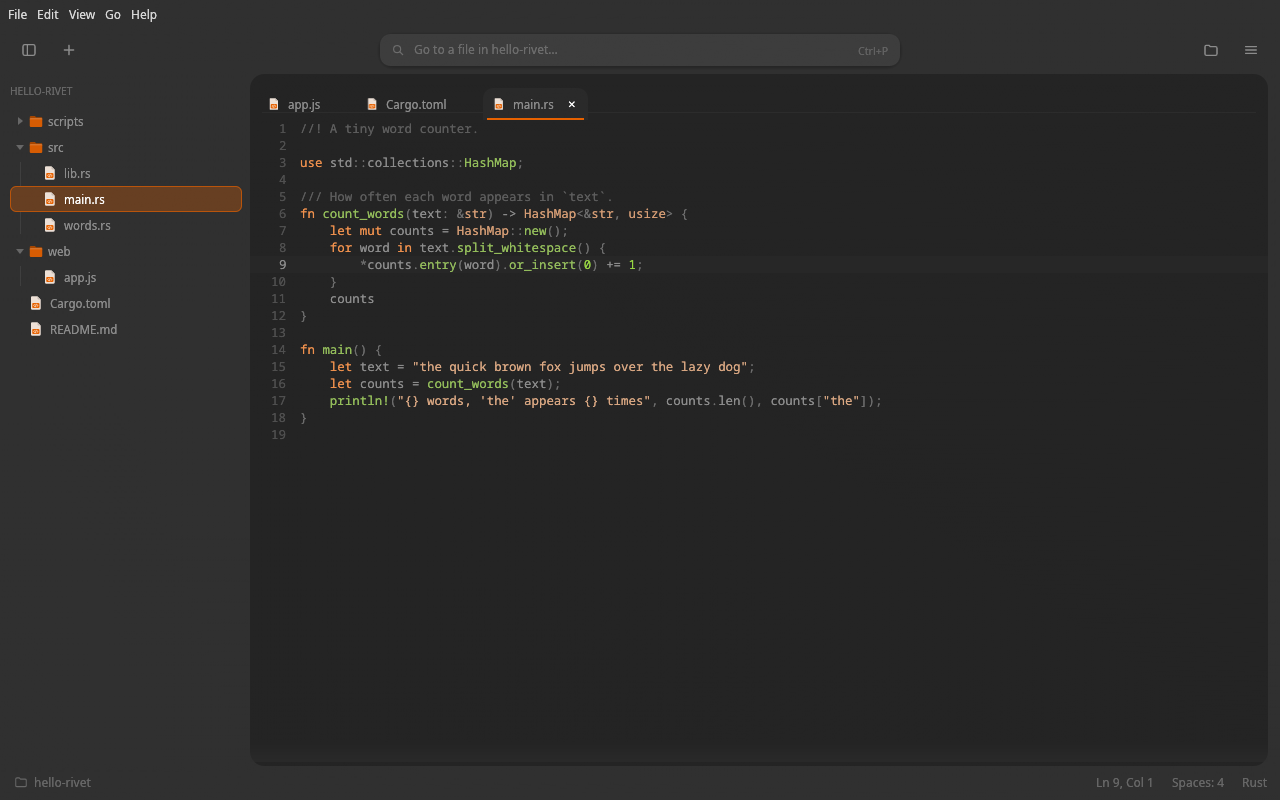 File Edit View Go Help
Go to a file in hello-rivet... Ctrl+P
HELLO-RIVET
scripts
src
lib.rs
main.rs
words.rs
web
app.js
Cargo.toml
README.md
app.js Cargo.toml main.rs ×
1 //! A tiny word counter.
2
3 use std::collections::HashMap;
4
5 /// How often each word appears in `text`.
6 fn count_words(text: &str) -> HashMap<&str, usize> {
7     let mut counts = HashMap::new();
8     for word in text.split_whitespace() {
9         *counts.entry(word).or_insert(0) += 1;
10     }
11     counts
12 }
13
14 fn main() {
15     let text = "the quick brown fox jumps over the lazy dog";
16     let counts = count_words(text);
17     println!("{} words, 'the' appears {} times", counts.len(), counts["the"]);
18 }
19
hello-rivet
Ln 9, Col 1 Spaces: 4 Rust